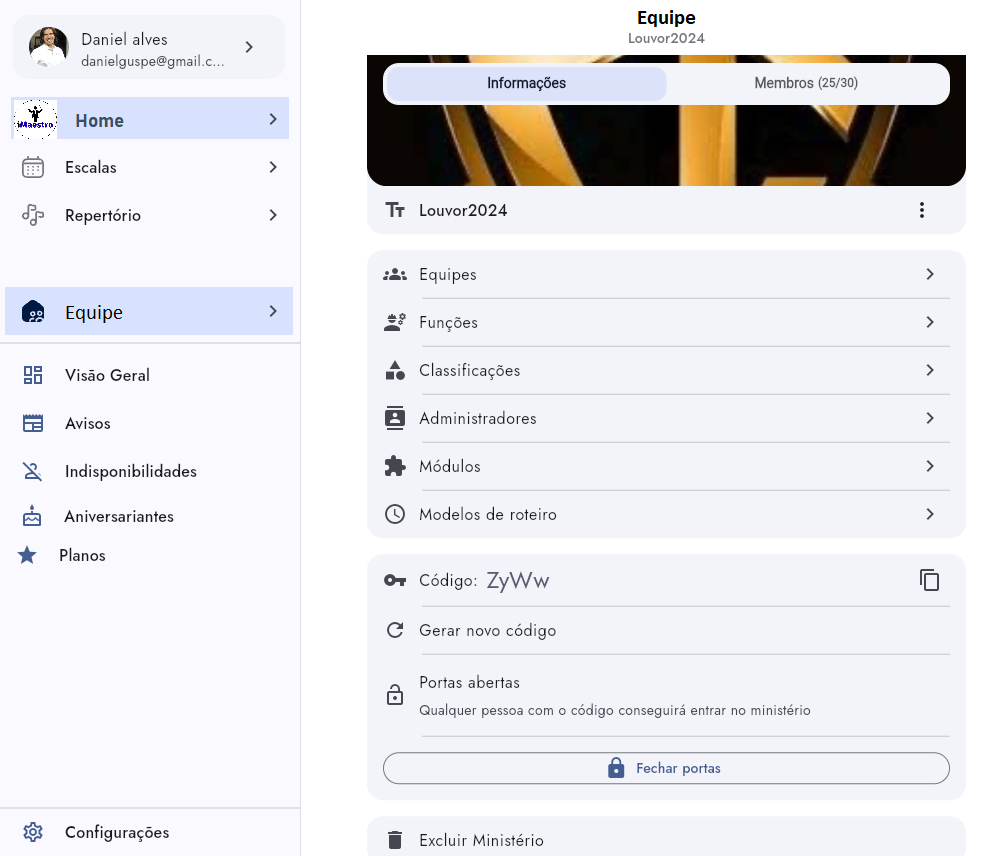 Daniel alves
danielguspe@gmail.c...
iMaestro
Home
Escalas
Repertório
Equipe
Visão Geral
Avisos
Indisponibilidades
Aniversariantes
Planos
Configurações
Equipe
Louvor2024
Informações
Membros (25/30)
Louvor2024
Equipes
Funções
Classificações
Administradores
Módulos
Modelos de roteiro
Código: ZyWw
Gerar novo código
Portas abertas
Qualquer pessoa com o código conseguirá entrar no ministério
Fechar portas
Excluir Ministério